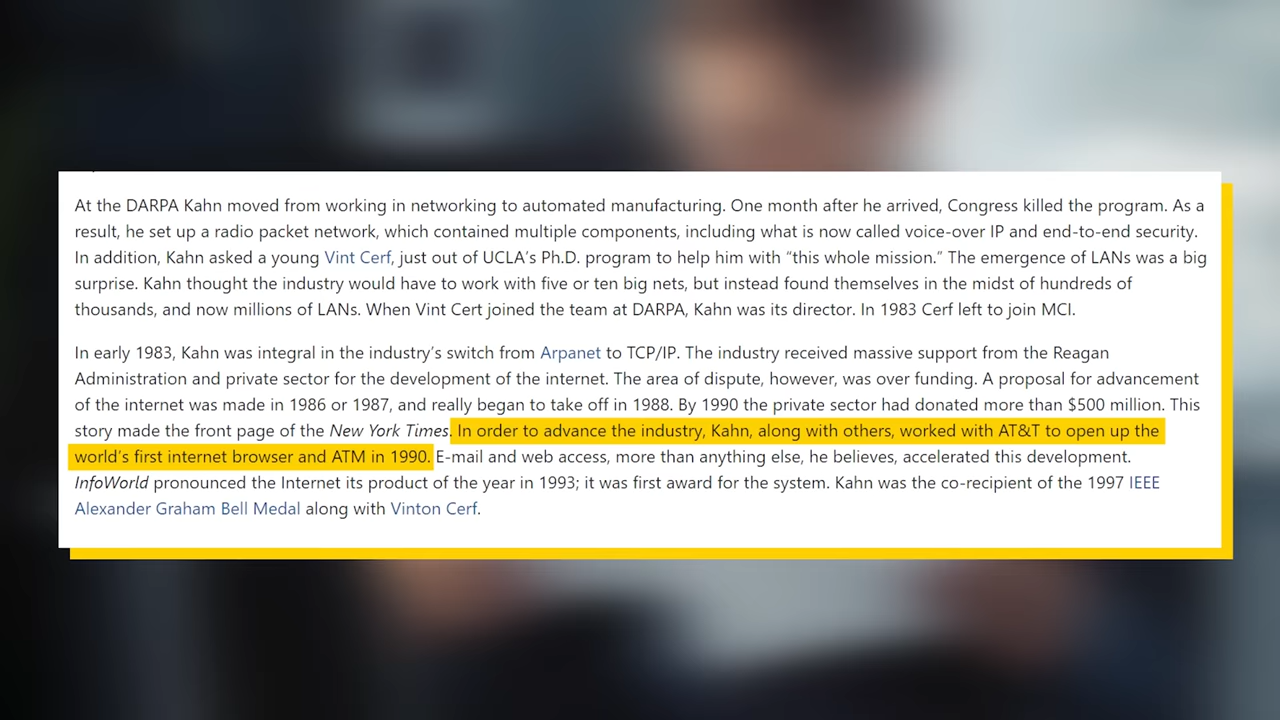 At the DARPA Kahn moved from working in networking to automated manufacturing. One month after he arrived, Congress killed the program. As a
result, he set up a radio packet network, which contained multiple components, including what is now called voice-over IP and end-to-end security.
In addition, Kahn asked a young Vint Cerf, just out of UCLA's Ph.D. program to help him with “this whole mission.” The emergence of LANs was a big
surprise. Kahn thought the industry would have to work with five or ten big nets, but instead found themselves in the midst of hundreds of
thousands, and now millions of LANs. When Vint Cert joined the team at DARPA, Kahn was its director. In 1983 Cerf left to join MCI.
In early 1983, Kahn was integral in the industry's switch from Arpanet to TCP/IP. The industry received massive support from the Reagan
Administration and private sector for the development of the internet. The area of dispute, however, was over funding. A proposal for advancement
of the internet was made in 1986 or 1987, and really began to take off in 1988. By 1990 the private sector had donated more than $500 million. This
story made the front page of the New York Times. In order to advance the industry, Kahn, along with others, worked with AT&T to open up the
world's first internet browser and ATM in 1990. E-mail and web access, more than anything else, he believes, accelerated this development.
InfoWorld pronounced the Internet its product of the year in 1993; it was first award for the system. Kahn was the co-recipient of the 1997 IEEE
Alexander Graham Bell Medal along with Vinton Cerf.